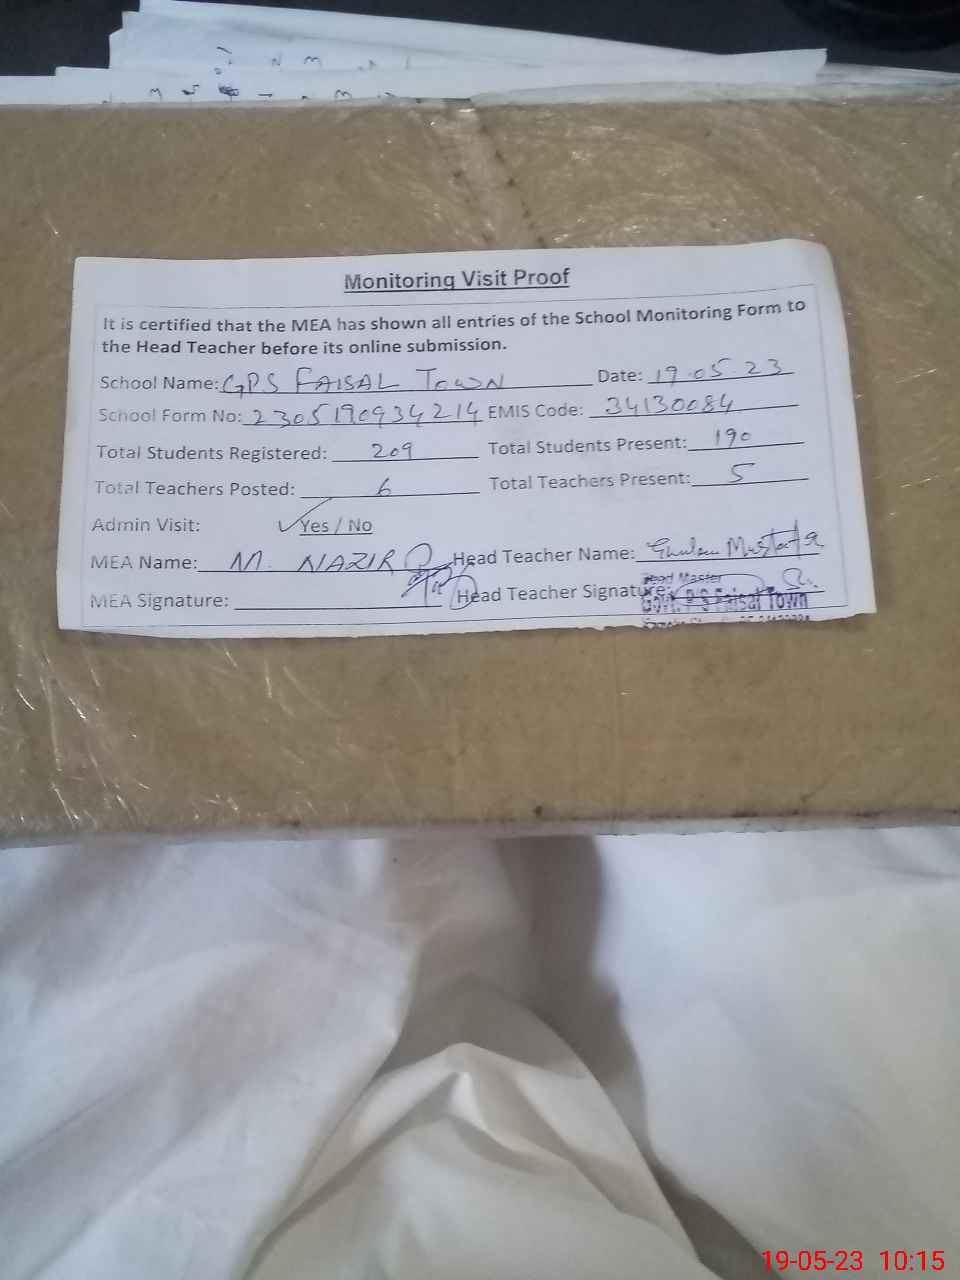 Monitoring Visit Proof
It is certified that the MEA has shown all entries of the School Monitoring Form to
the Head Teacher before its online submission.
School Name: GPS FAISAL TOWN Date: 19.05.23
School Form No: 230519093421 4 EMIS Code: 34130084
Total Students Registered: 209 Total Students Present: 190
Total Teachers Posted: 6 Total Teachers Present: 5
Admin Visit: Yes / No
MEA Name: M. NAZIR Head Teacher Name: Ghulam Mustafa
MEA Signature: Head Teacher Signature:
Head Master
Govt. P S Faisal Town
19-05-23 10:15